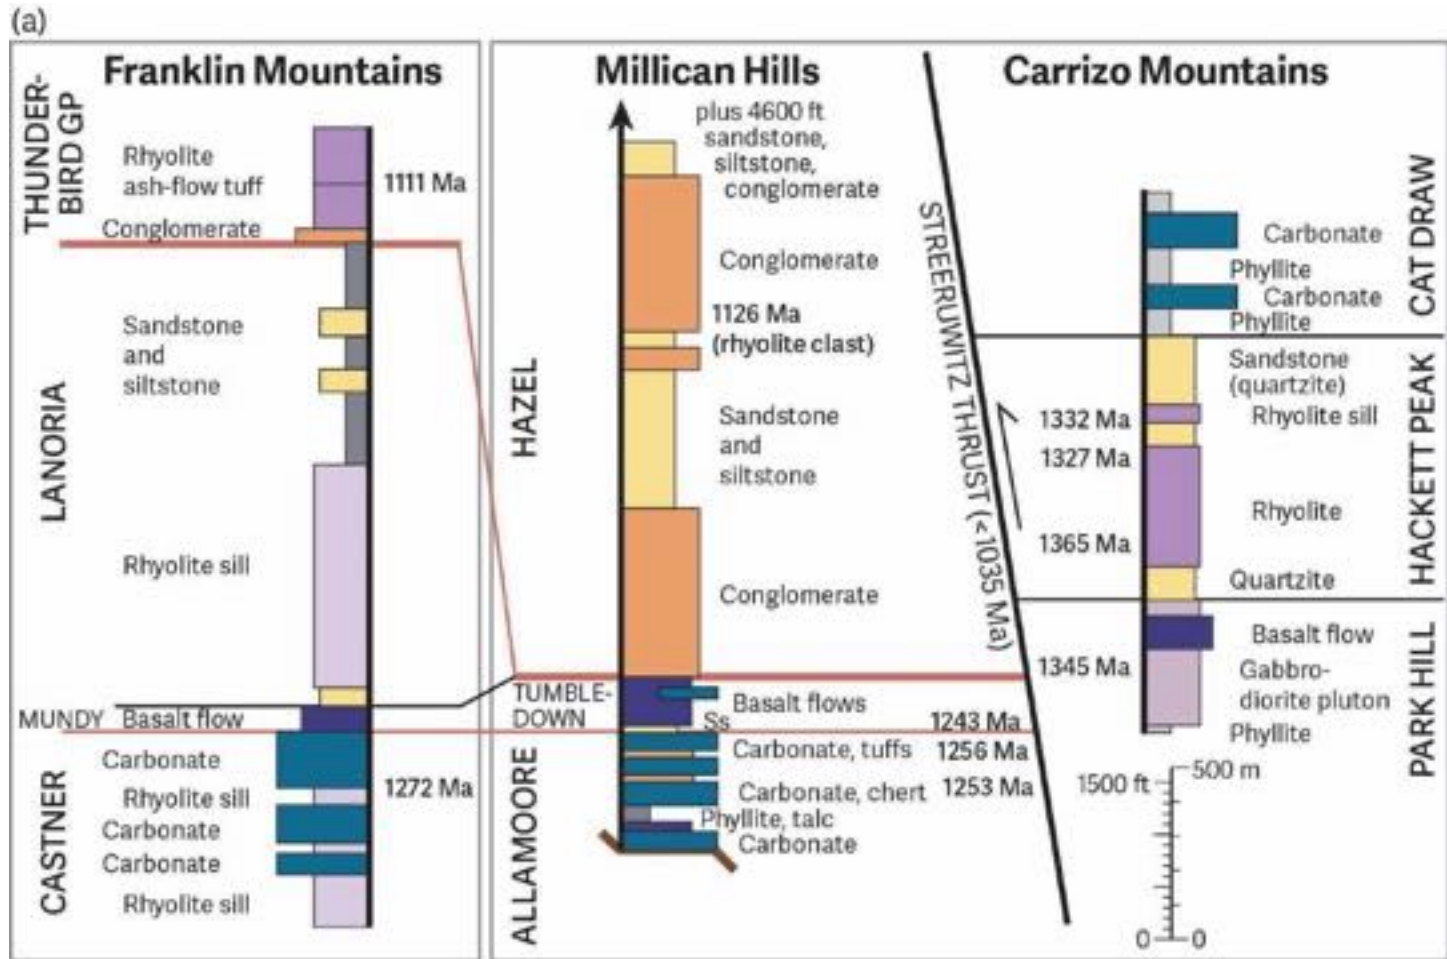 (a)
Franklin Mountains
THUNDER-
BIRD GP
Rhyolite
ash-flow tuff
1111 Ma
Conglomerate
LANORIA
Sandstone
and
siltstone
Rhyolite sill
MUNDY
Basalt flow
CASTNER
Carbonate
1272 Ma
Rhyolite sill
Carbonate
Carbonate
Rhyolite sill
Millican Hills
plus 4600 ft
sandstone,
siltstone,
conglomerate
HAZEL
Conglomerate
1126 Ma
(rhyolite clast)
Sandstone
and
siltstone
Conglomerate
TUMBLE-
DOWN
Basalt flows
Ss
1243 Ma
ALLAMOORE
Carbonate, tuffs
1256 Ma
Carbonate, chert
1253 Ma
Phyllite, talc
Carbonate
STREERUWITZ THRUST (<1035 Ma)
Carrizo Mountains
CAT DRAW
Carbonate
Phyllite
Carbonate
Phyllite
HACKETT PEAK
Sandstone
(quartzite)
1332 Ma
Rhyolite sill
1327 Ma
Rhyolite
1365 Ma
Quartzite
PARK HILL
Basalt flow
1345 Ma
Gabbro-
diorite pluton
Phyllite
1500 ft
500 m
0
0